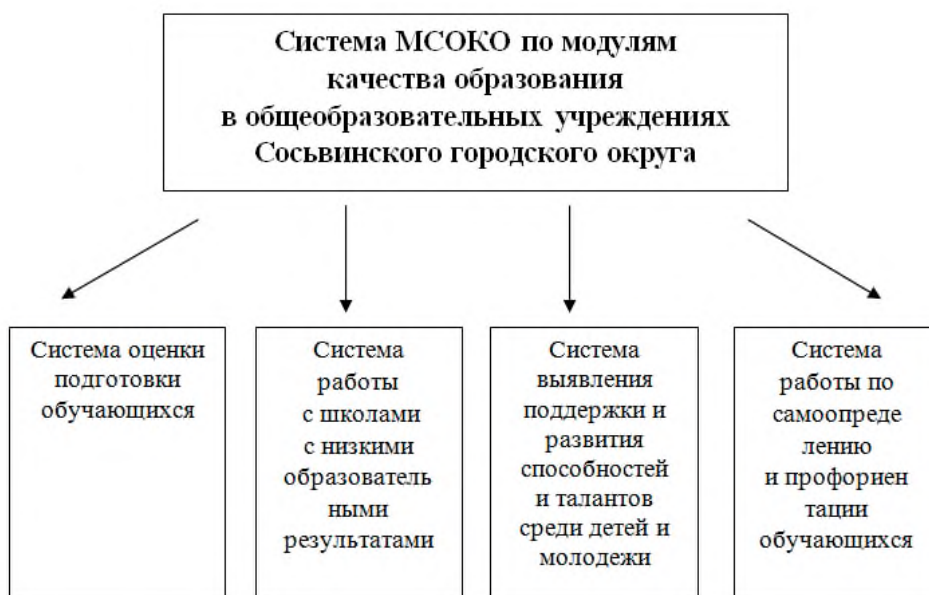 Система МСОКО по модулям
качества образования
в общеобразовательных учреждениях
Сосьвинского городского округа
Система оценки
подготовки
обучающихся
Система
работы
с школами
с низкими
образователь
ными
результатами
Система
выявления
поддержки и
развития
способностей
и талантов
среди детей и
молодежи
Система
работы по
самоопреде
лению
и профориен
тации
обучающихся